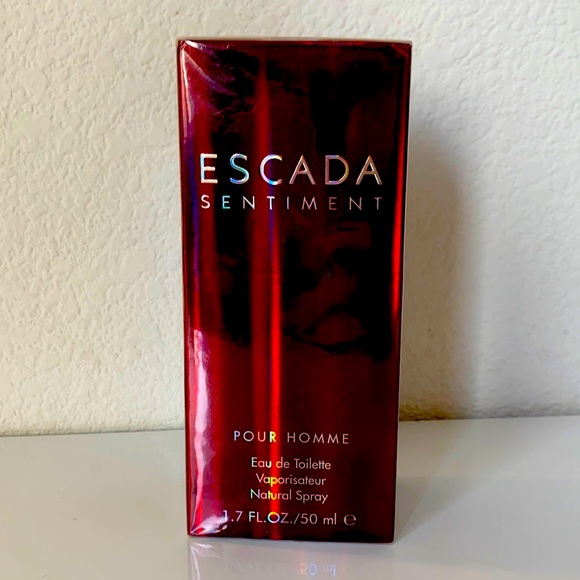 ESCADA
SENTIMENT
POUR HOMME
Eau de Toilette
Vaporisateur
Natural Spray
1.7 FL.OZ./50 ml ℮